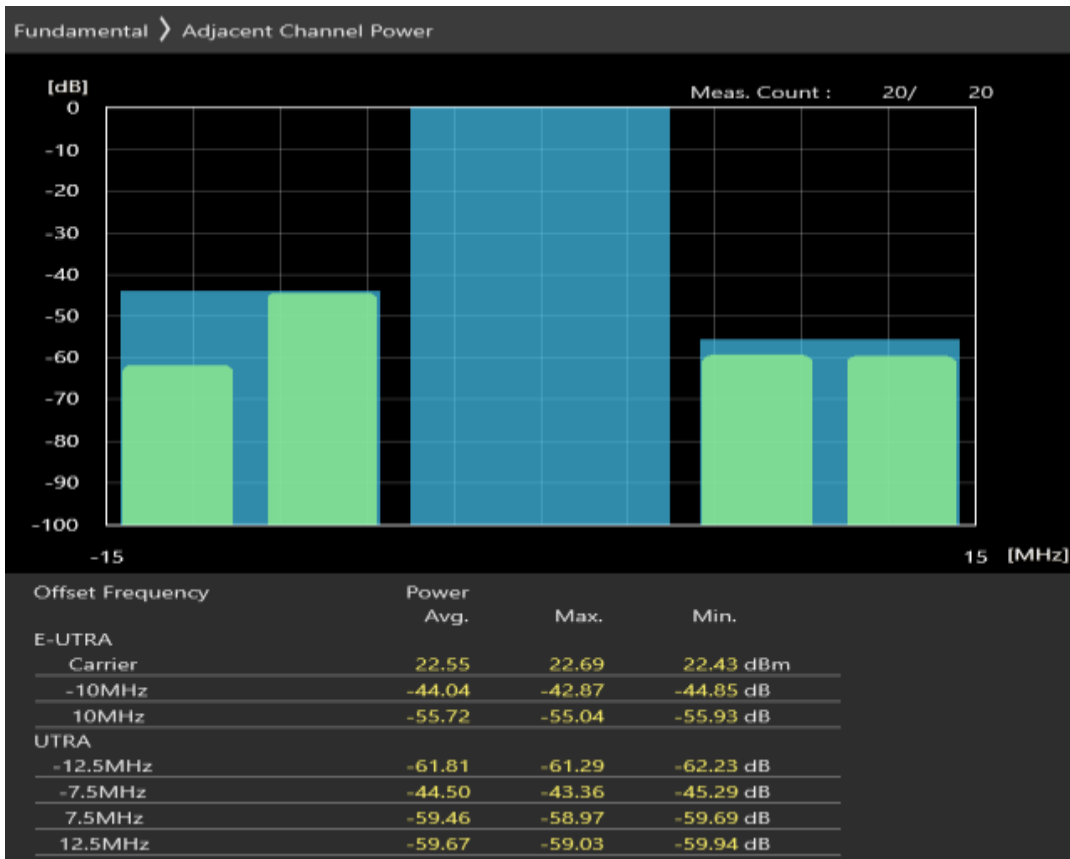 Fundamental ❯ Adjacent Channel Power
[dB]
Meas. Count : 20/ 20
0
-10
-20
-30
-40
-50
-60
-70
-80
-90
-100
-15 15 [MHz]
Offset Frequency Power
Avg. Max. Min.
E-UTRA
Carrier 22.55 22.69 22.43 dBm
-10MHz -44.04 -42.87 -44.85 dB
10MHz -55.72 -55.04 -55.93 dB
UTRA
-12.5MHz -61.81 -61.29 -62.23 dB
-7.5MHz -44.50 -43.36 -45.29 dB
7.5MHz -59.46 -58.97 -59.69 dB
12.5MHz -59.67 -59.03 -59.94 dB